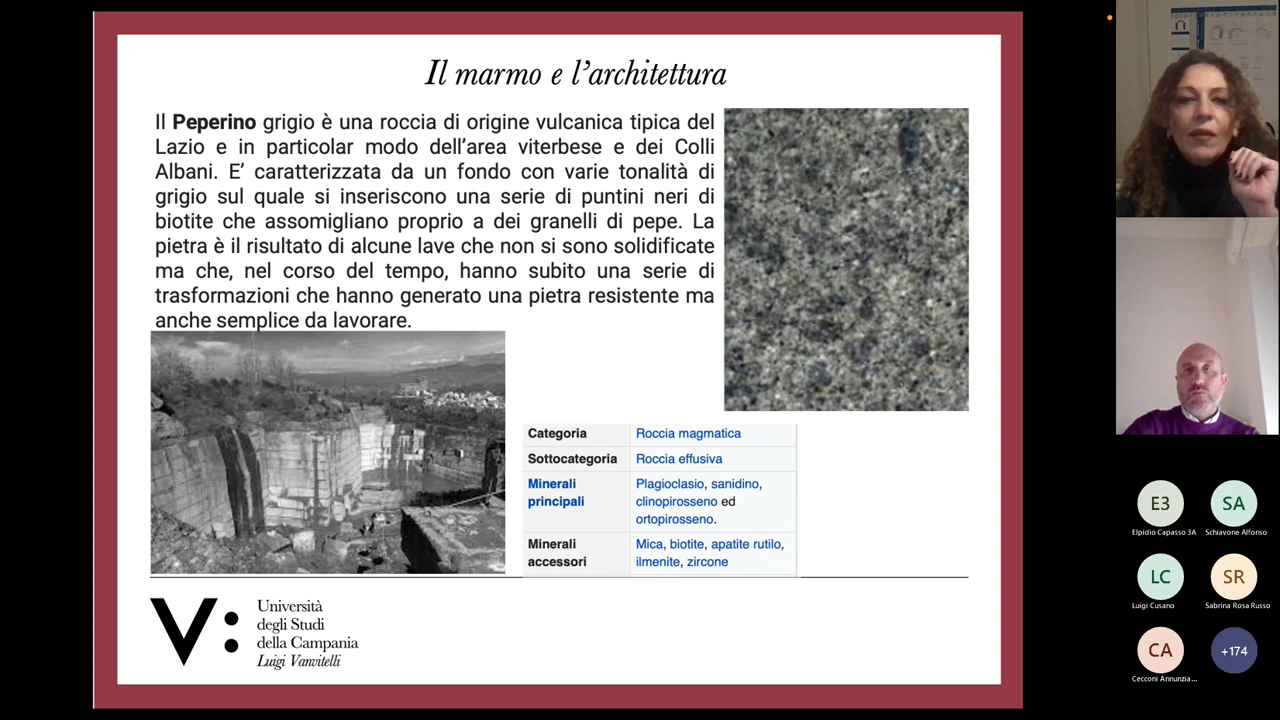 Il marmo e l'architettura
Il Peperino grigio è una roccia di origine vulcanica tipica del
Lazio e in particolar modo dell'area viterbese e dei Colli
Albani. E' caratterizzata da un fondo con varie tonalità di
grigio sul quale si inseriscono una serie di puntini neri di
biotite che assomigliano proprio a dei granelli di pepe. La
pietra è il risultato di alcune lave che non si sono solidificate
ma che, nel corso del tempo, hanno subito una serie di
trasformazioni che hanno generato una pietra resistente ma
anche semplice da lavorare.
Categoria Roccia magmatica
Sottocategoria Roccia effusiva
Minerali principali Plagioclasio, sanidino,
clinopirosseno ed
ortopirosseno.
Minerali accessori Mica, biotite, apatite rutilo,
ilmenite, zircone
V:
Università
degli Studi
della Campania
Luigi Vanvitelli
E3
Elpidio Capasso 3A
SA
Schiavone Alfonso
LC
Luigi Cusano
SR
Sabrina Rosa Russo
CA
Cecconi Annunzia...
+174